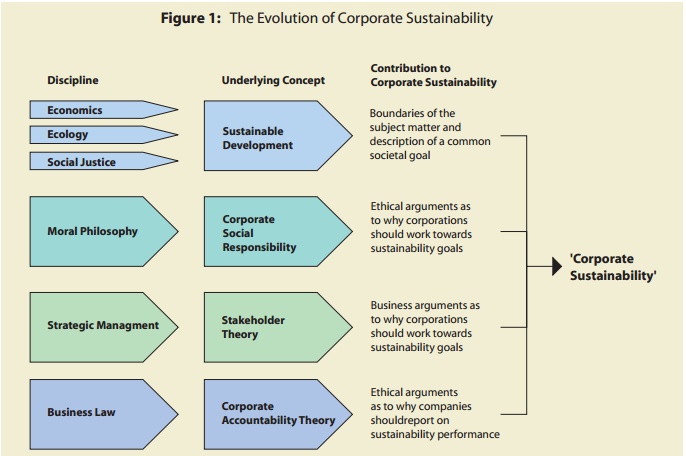 Figure 1: The Evolution of Corporate Sustainability
Discipline
Underlying Concept
Contribution to
Corporate Sustainability
Economics
Ecology
Social Justice
Sustainable
Development
Boundaries of the
subject matter and
description of a common
societal goal
Moral Philosophy
Corporate
Social
Responsibility
Ethical arguments as
to why corporations
should work towards
sustainability goals
'Corporate
Sustainability'
Strategic Managment
Stakeholder
Theory
Business arguments as
to why corporations
should work towards
sustainability goals
Business Law
Corporate
Accountability Theory
Ethical arguments
as to why companies
shouldreport on
sustainability performance